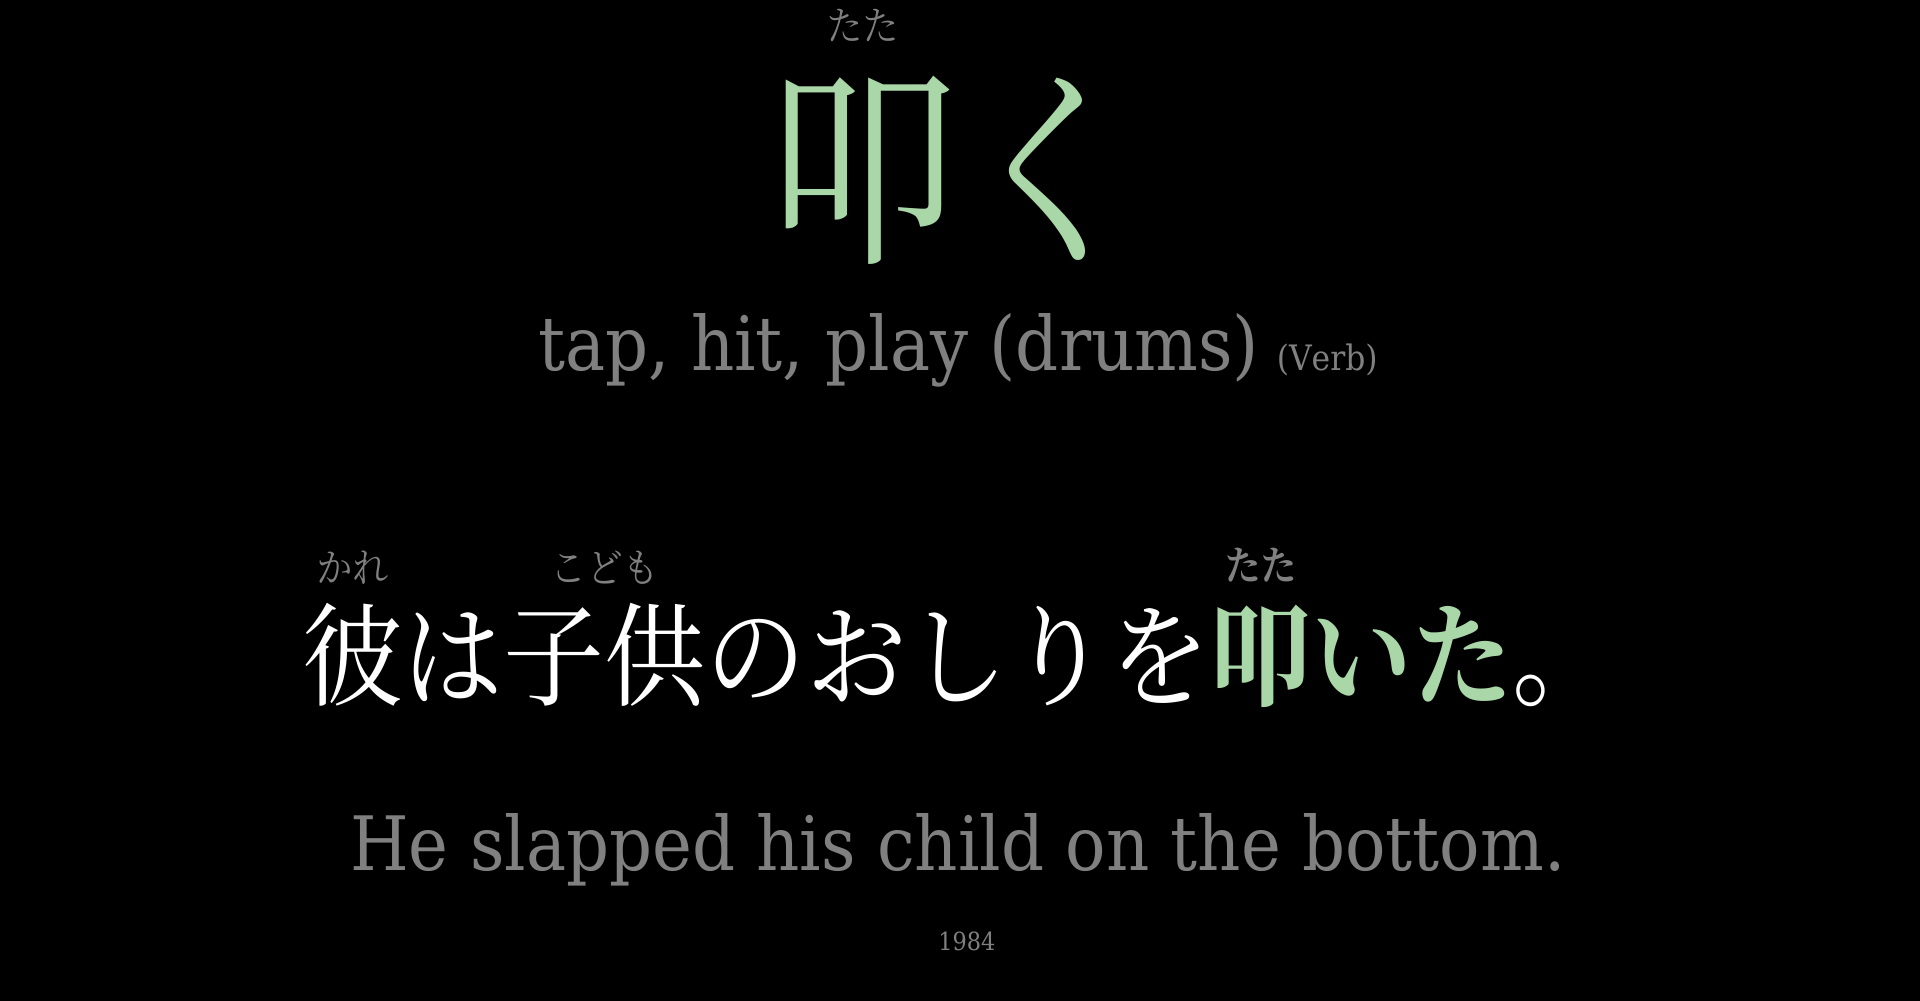 たた
叩く
tap, hit, play (drums) (Verb)
かれ こども たた
彼は子供のおしりを叩いた。
He slapped his child on the bottom.
1984